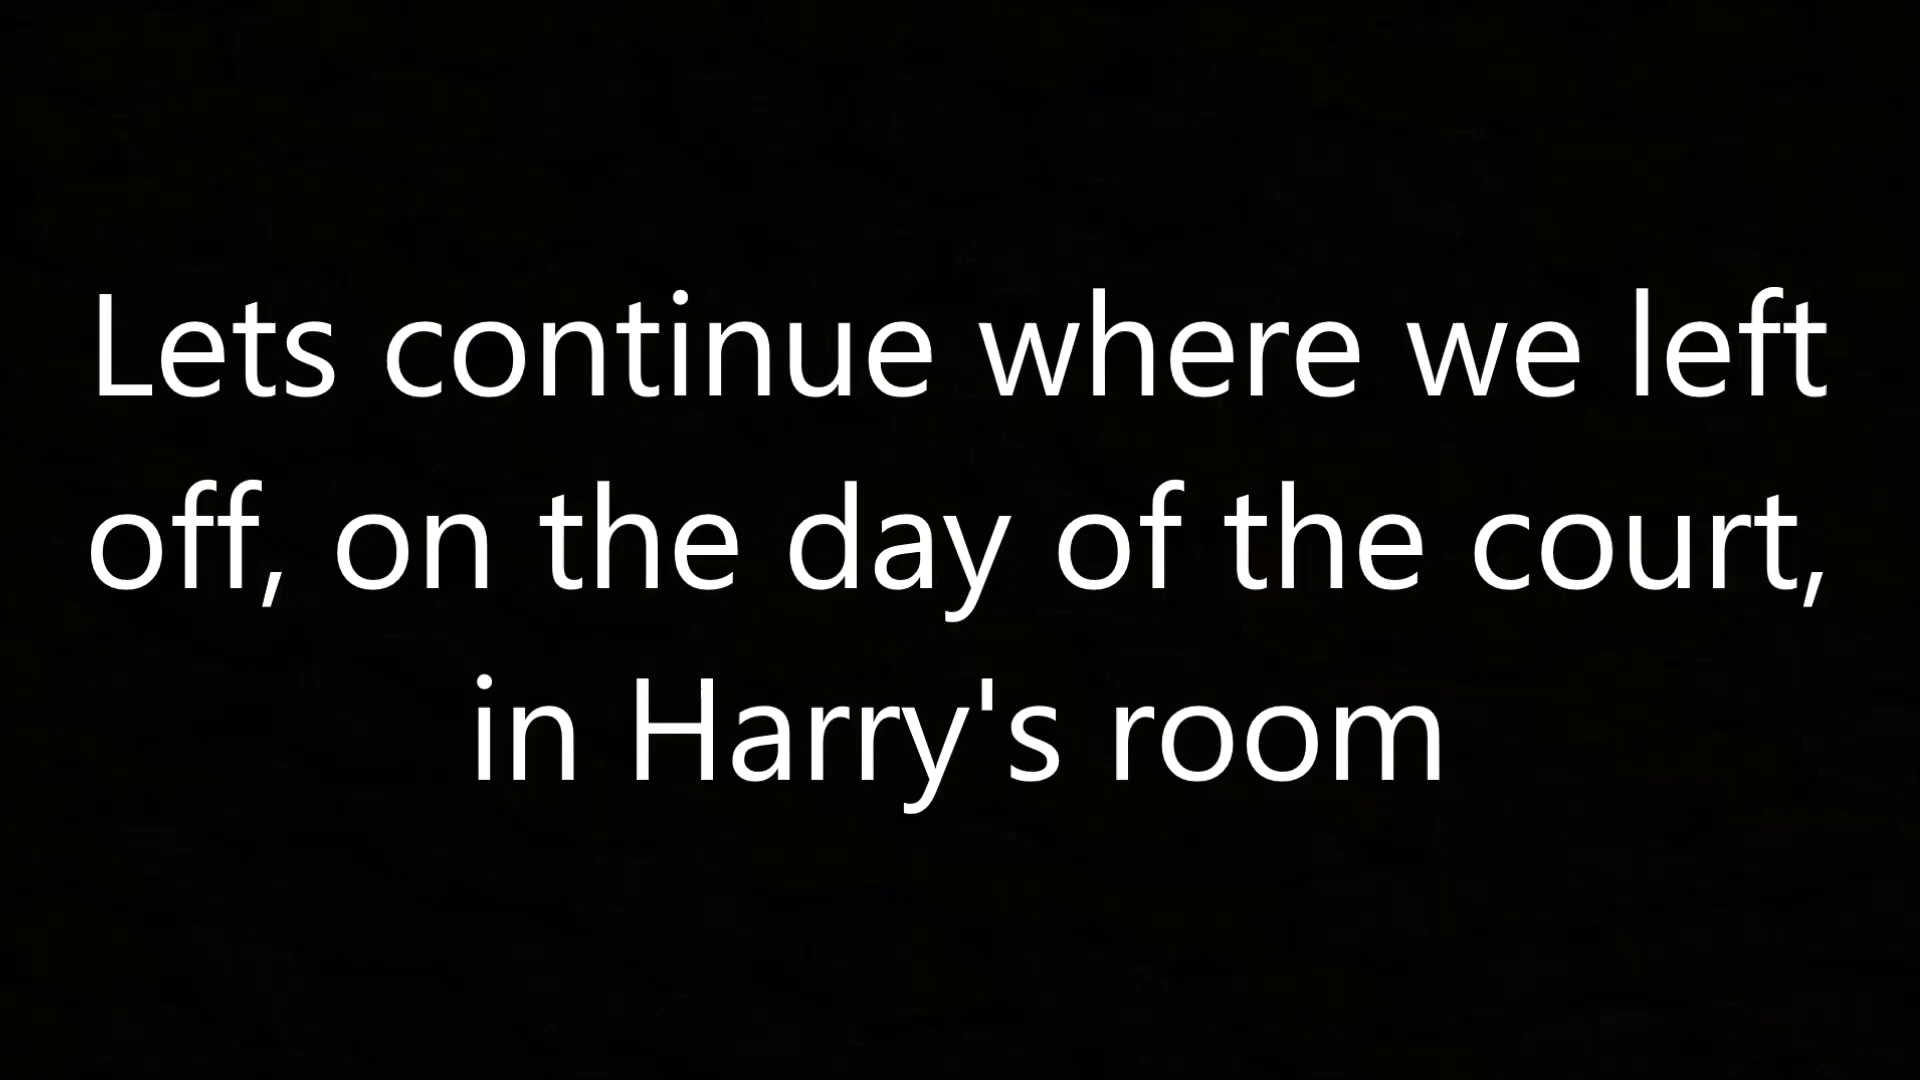 Lets continue where we left
off, on the day of the court,
in Harry's room